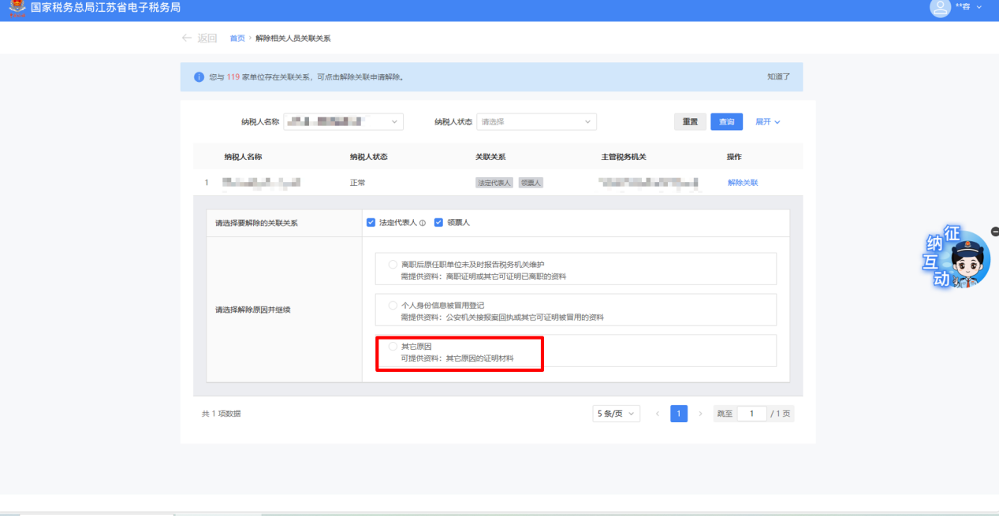 国家税务总局江苏省电子税务局
**容
返回 首页 解除相关人员关联关系
您与 119 家单位存在关联关系，可点击解除关联申请解除。 知道了
纳税人名称 纳税人状态 请选择 重置 查询 展开
纳税人名称 纳税人状态 关联关系 主管税务机关 操作
1 正常 法定代表人 领票人 解除关联
请选择要解除的关联关系 法定代表人 领票人
请选择解除原因并继续
离职后原任职单位未及时报告税务机关维护
需提供资料：离职证明或其它可证明已离职的资料
个人身份信息被冒用登记
需提供资料：公安机关接报案回执或其它可证明被冒用的资料
其它原因
可提供资料：其它原因的证明材料
征纳互动
共 1 项数据 5 条/页 1 跳至 1 / 1 页